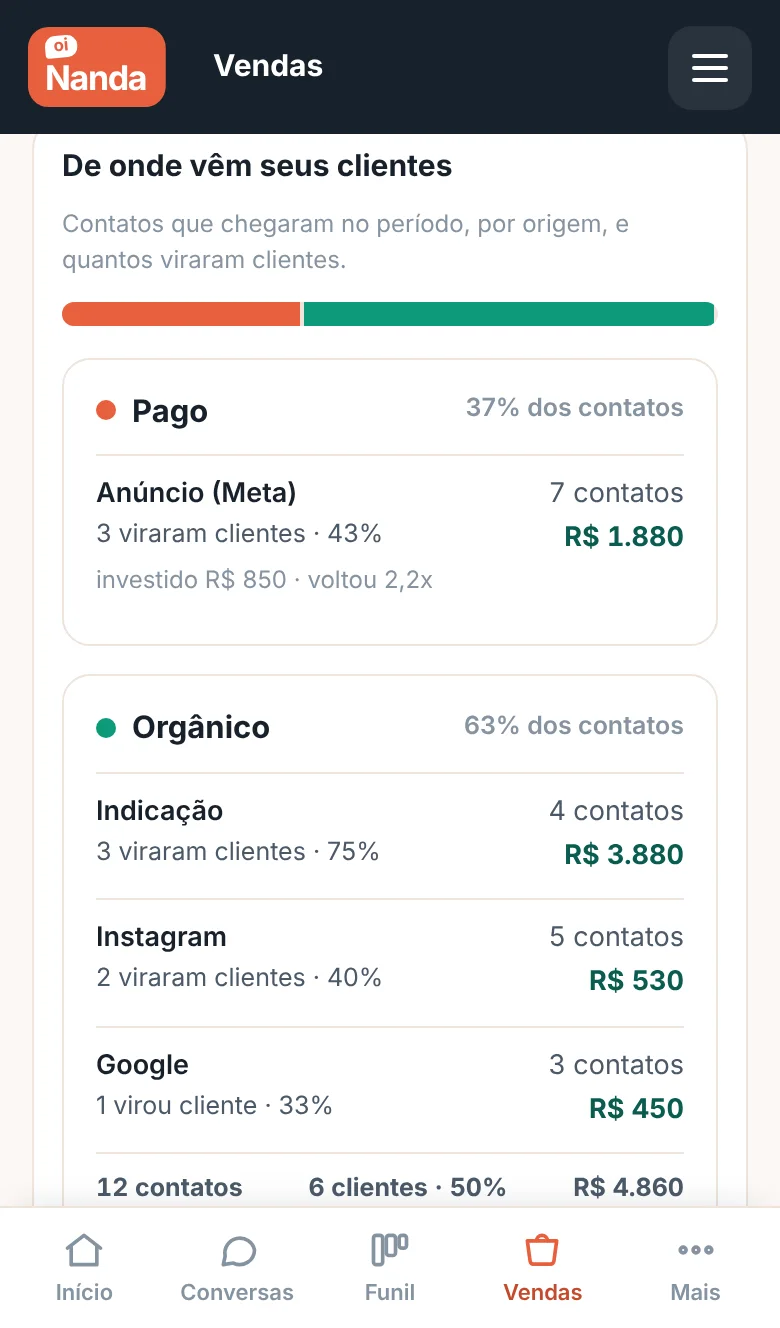 oi
Nanda
Vendas
De onde vêm seus clientes
Contatos que chegaram no período, por origem, e
quantos viraram clientes.
Pago
37% dos contatos
Anúncio (Meta)
7 contatos
3 viraram clientes · 43%
R$ 1.880
investido R$ 850 · voltou 2,2x
Orgânico
63% dos contatos
Indicação
4 contatos
3 viraram clientes · 75%
R$ 3.880
Instagram
5 contatos
2 viraram clientes · 40%
R$ 530
Google
3 contatos
1 virou cliente · 33%
R$ 450
12 contatos
6 clientes · 50%
R$ 4.860
Início
Conversas
Funil
Vendas
Mais